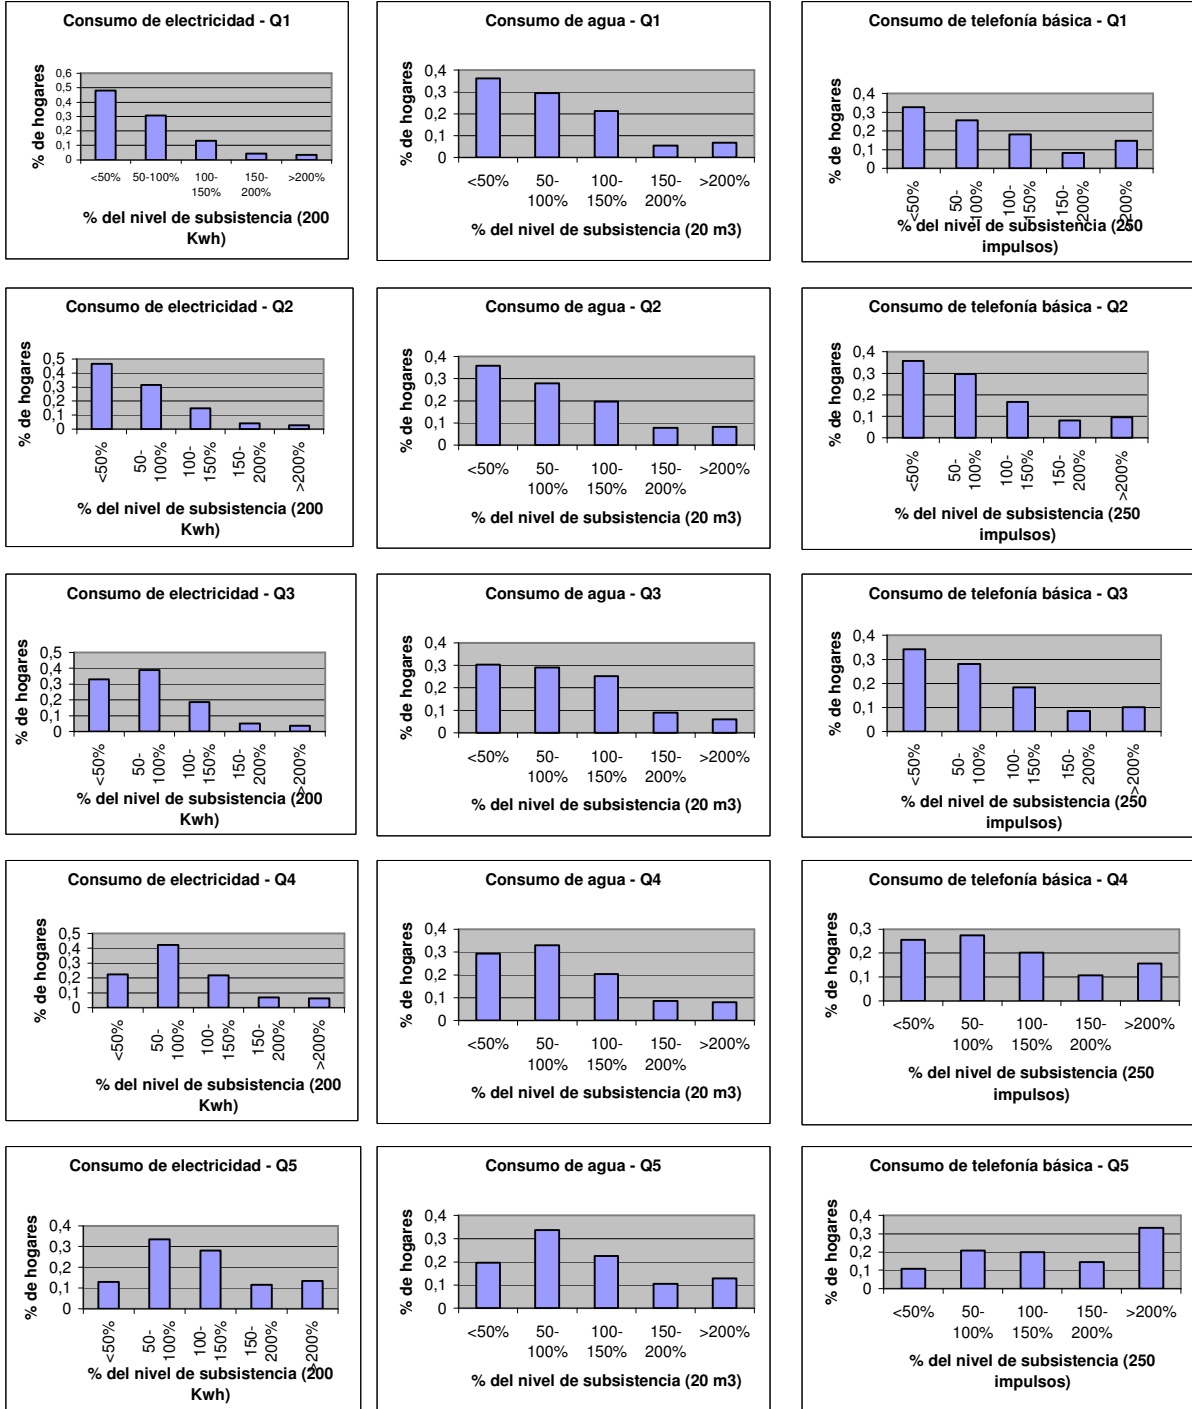 Consumo de electricidad - Q1
% de hogares
0,6
0,5
0,4
0,3
0,2
0,1
0
<50% 50-100% 100- 150- >200%
150% 200%
% del nivel de subsistencia (200
Kwh)
Consumo de agua - Q1
% de hogares
0,4
0,3
0,2
0,1
0
<50% 50- 100- 150- >200%
100% 150% 200%
% del nivel de subsistencia (20 m3)
Consumo de telefonía básica - Q1
% de hogares
0,4
0,3
0,2
0,1
0
<50% 50- 100- 150- >200%
100% 150% 200%
% del nivel de subsistencia (250
impulsos)
Consumo de electricidad - Q2
% de hogares
0,5
0,4
0,3
0,2
0,1
0
<50% 50- 100- 150- >200%
100% 150% 200%
% del nivel de subsistencia (200
Kwh)
Consumo de agua - Q2
% de hogares
0,4
0,3
0,2
0,1
0
<50% 50- 100- 150- >200%
100% 150% 200%
% del nivel de subsistencia (20 m3)
Consumo de telefonía básica - Q2
% de hogares
0,4
0,3
0,2
0,1
0
<50% 50- 100- 150- >200%
100% 150% 200%
% del nivel de subsistencia (250
impulsos)
Consumo de electricidad - Q3
% de hogares
0,5
0,4
0,3
0,2
0,1
0
<50% 50- 100- 150- >200%
100% 150% 200%
% del nivel de subsistencia (200
Kwh)
Consumo de agua - Q3
% de hogares
0,4
0,3
0,2
0,1
0
<50% 50- 100- 150- >200%
100% 150% 200%
% del nivel de subsistencia (20 m3)
Consumo de telefonía básica - Q3
% de hogares
0,4
0,3
0,2
0,1
0
<50% 50- 100- 150- >200%
100% 150% 200%
% del nivel de subsistencia (250
impulsos)
Consumo de electricidad - Q4
% de hogares
0,5
0,4
0,3
0,2
0,1
0
<50% 50- 100- 150- >200%
100% 150% 200%
% del nivel de subsistencia (200
Kwh)
Consumo de agua - Q4
% de hogares
0,4
0,3
0,2
0,1
0
<50% 50- 100- 150- >200%
100% 150% 200%
% del nivel de subsistencia (20 m3)
Consumo de telefonía básica - Q4
% de hogares
0,3
0,2
0,1
0
<50% 50- 100- 150- >200%
100% 150% 200%
% del nivel de subsistencia (250
impulsos)
Consumo de electricidad - Q5
% de hogares
0,4
0,3
0,2
0,1
0
<50% 50- 100- 150- >200%
100% 150% 200%
% del nivel de subsistencia (200
Kwh)
Consumo de agua - Q5
% de hogares
0,4
0,3
0,2
0,1
0
<50% 50- 100- 150- >200%
100% 150% 200%
% del nivel de subsistencia (20 m3)
Consumo de telefonía básica - Q5
% de hogares
0,4
0,3
0,2
0,1
0
<50% 50- 100- 150- >200%
100% 150% 200%
% del nivel de subsistencia (250
impulsos)